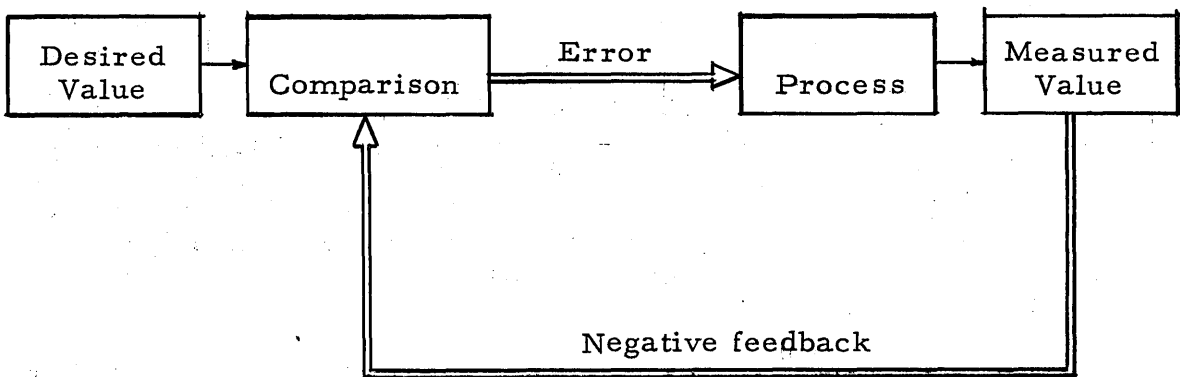 Desired
Value
Comparison
Error
Process
Measured
Value
Negative feedback